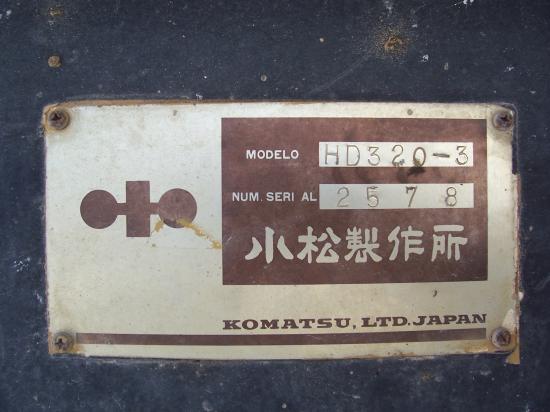 MODELO HD320-3
NUM. SERI AL 2578
小松製作所
KOMATSU, LTD. JAPAN